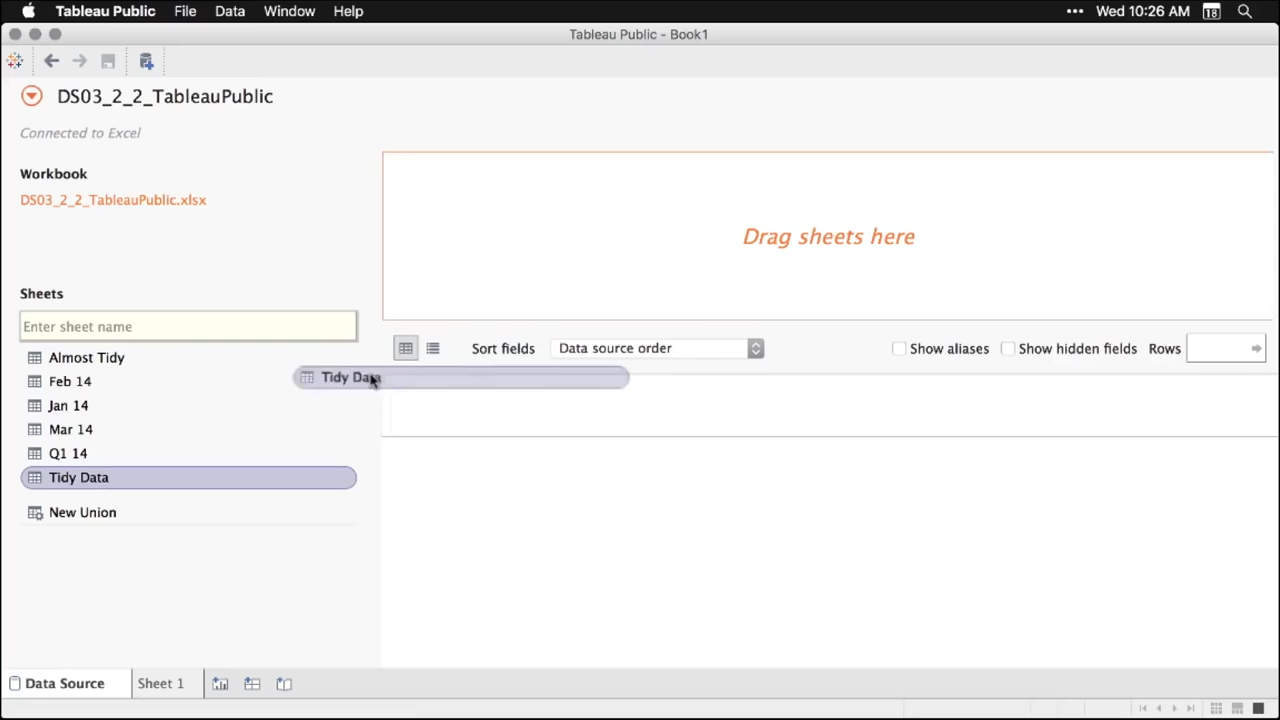 Tableau Public File Data Window Help Wed 10:26 AM 18
Tableau Public - Book1
DS03_2_2_TableauPublic
Connected to Excel
Workbook
DS03_2_2_TableauPublic.xlsx
Drag sheets here
Sheets
Enter sheet name
Sort fields Data source order Show aliases Show hidden fields Rows
Almost Tidy
Tidy Data
Feb 14
Jan 14
Mar 14
Q1 14
Tidy Data
New Union
Data Source Sheet 1